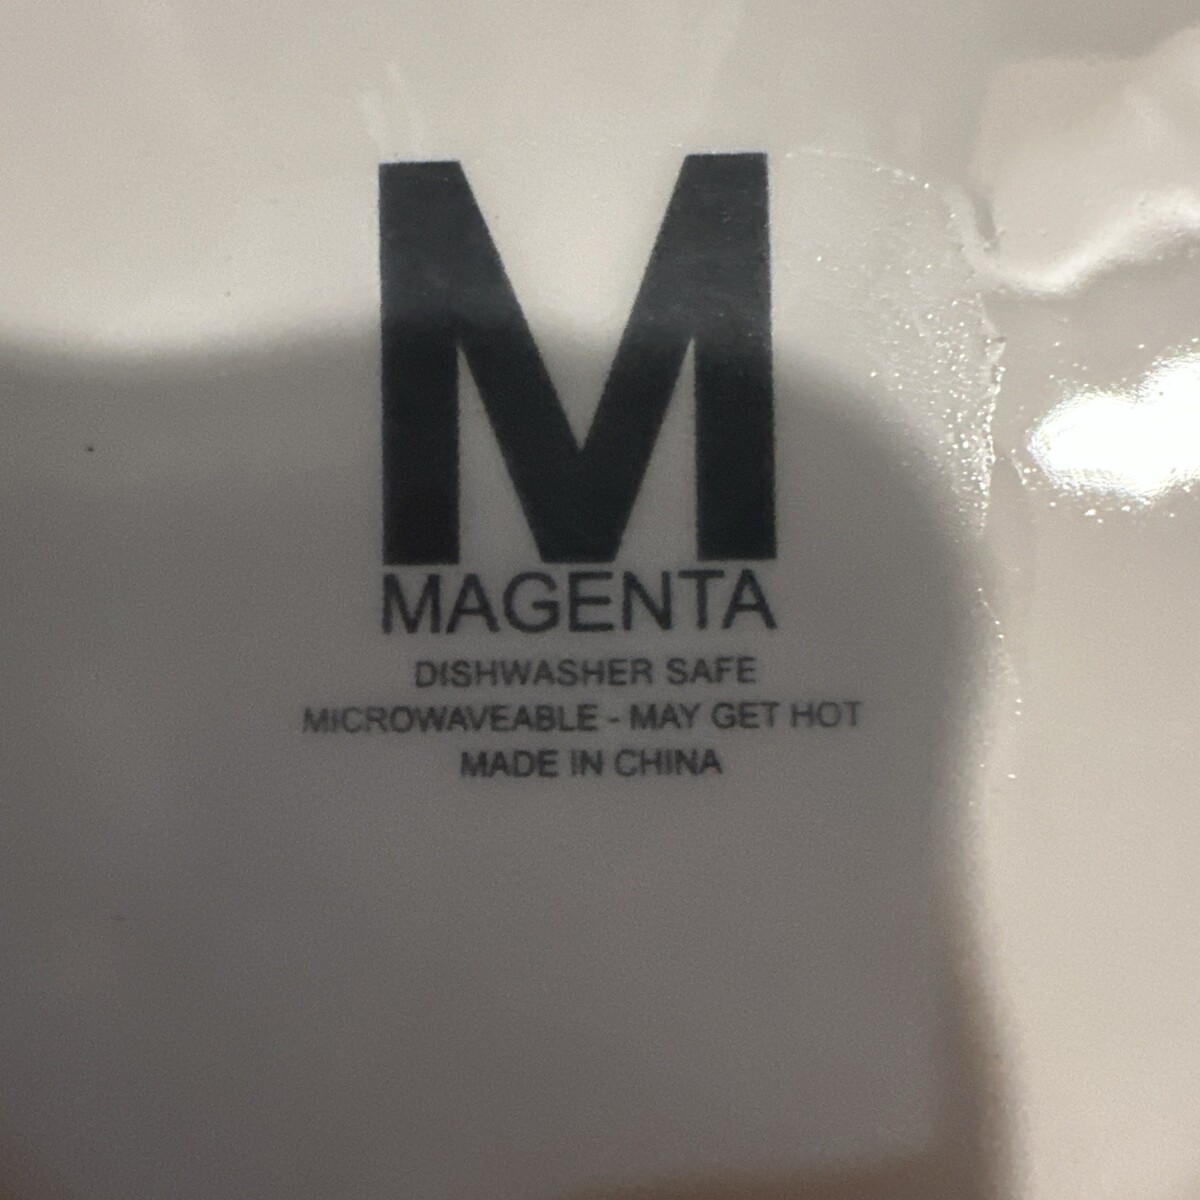 M
MAGENTA
DISHWASHER SAFE
MICROWAVEABLE - MAY GET HOT
MADE IN CHINA